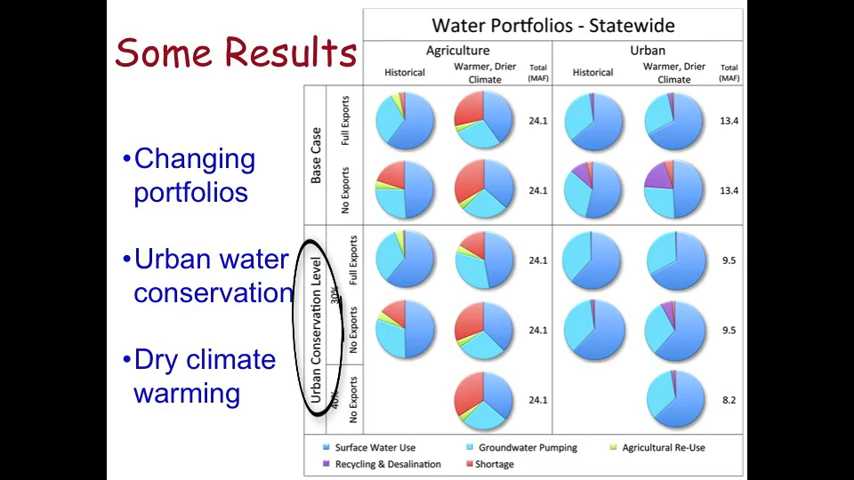 Some Results
•Changing
portfolios
•Urban water
conservation
•Dry climate
warming
Water Portfolios - Statewide
Agriculture
Urban
Historical
Warmer, Drier
Climate
Total
(MAF)
Historical
Warmer, Drier
Climate
Total
(MAF)
Base Case
Full Exports
24.1
13.4
No Exports
24.1
13.4
Urban Conservation Level
30%
Full Exports
24.1
9.5
No Exports
24.1
9.5
40%
No Exports
24.1
8.2
Surface Water Use
Groundwater Pumping
Agricultural Re-Use
Recycling & Desalination
Shortage